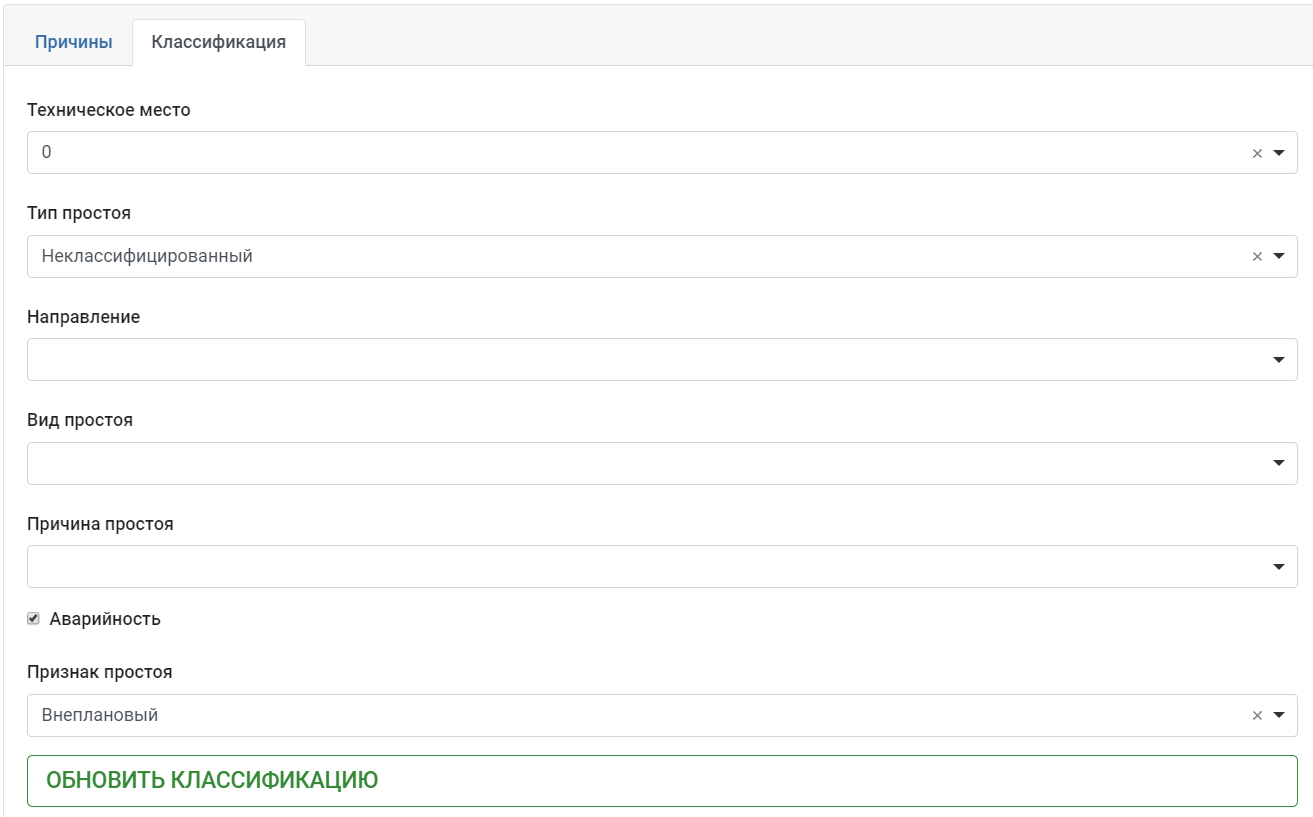 Причины Классификация
Техническое место
0
Тип простоя
Неклассифицированный
Направление
Вид простоя
Причина простоя
Аварийность
Признак простоя
Внеплановый
ОБНОВИТЬ КЛАССИФИКАЦИЮ